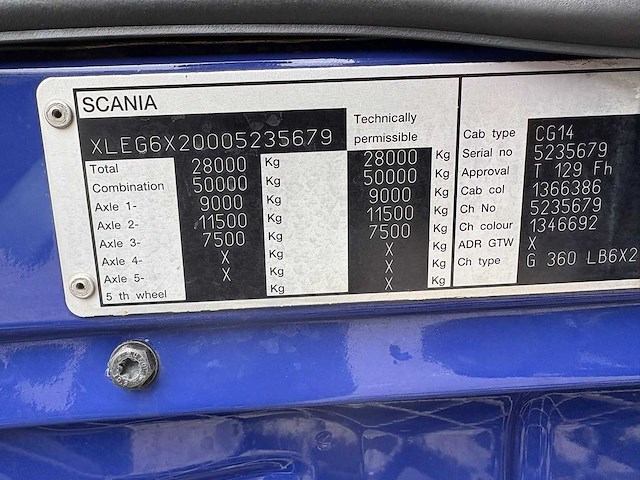 SCANIA
XLEG6X20005235679
Technically
permissible
Total 28000 Kg 28000 Kg
Combination 50000 Kg 50000 Kg
Axle 1- 9000 Kg 9000 Kg
Axle 2- 11500 Kg 11500 Kg
Axle 3- 7500 Kg 7500 Kg
Axle 4- X Kg X Kg
Axle 5- X Kg X Kg
5 th wheel Kg X Kg
Cab type CG14
Serial no 5235679
Approval T 129 Fh
Cab col 1366386
Ch No 5235679
Ch colour 1346692
ADR GTW X
Ch type G 360 LB6X2